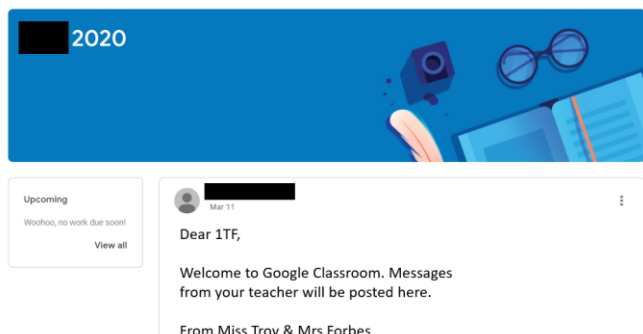 2020
Upcoming
Woohoo, no work due soon!
View all
Mar 11
Dear 1TF,
Welcome to Google Classroom. Messages
from your teacher will be posted here.
From Miss Troy & Mrs Forbes